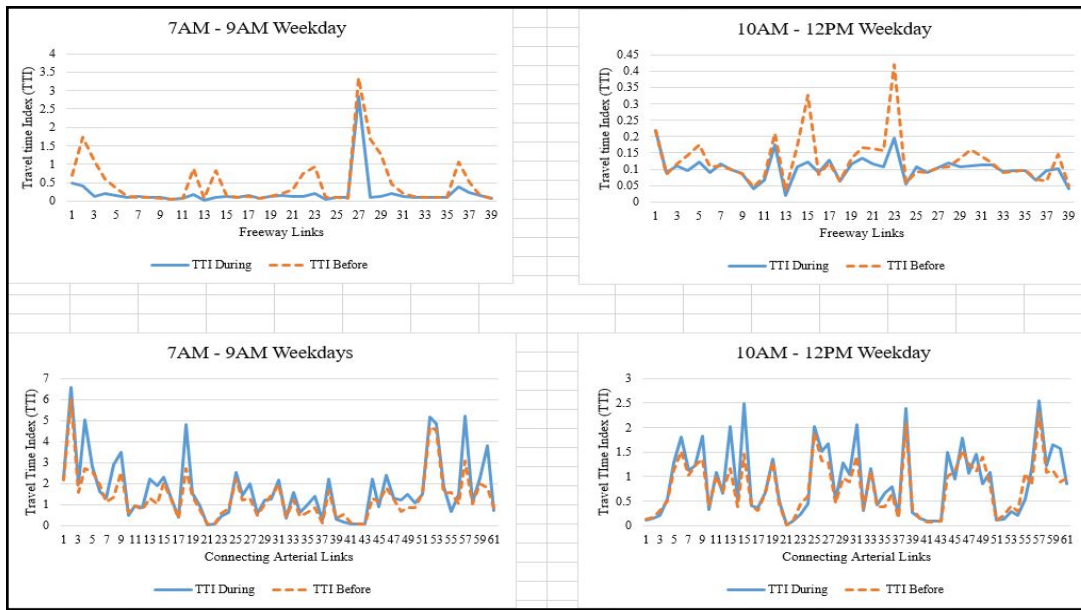 7AM - 9AM Weekday
Travel time Index (TTI)
4
3.5
3
2.5
2
1.5
1
0.5
0
1 3 5 7 9 11 13 15 17 19 21 23 25 27 29 31 33 35 37 39
Freeway Links
TTI During TTI Before
10AM - 12PM Weekday
Travel time Index (TTI)
0.45
0.4
0.35
0.3
0.25
0.2
0.15
0.1
0.05
0
1 3 5 7 9 11 13 15 17 19 21 23 25 27 29 31 33 35 37 39
Freeway Links
TTI During TTI Before
7AM - 9AM Weekdays
Travel Time Index (TTI)
7
6
5
4
3
2
1
0
1 3 5 7 9 11 13 15 17 19 21 23 25 27 29 31 33 35 37 39 41 43 45 47 49 51 53 55 57 59 61
Connecting Arterial Links
TTI During TTI Before
10AM - 12PM Weekday
Travel TIme Index (TTI)
3
2.5
2
1.5
1
0.5
0
1 3 5 7 9 11 13 15 17 19 21 23 25 27 29 31 33 35 37 39 41 43 45 47 49 51 53 55 57 59 61
Connecting Arterial Links
TTI During TTI Before